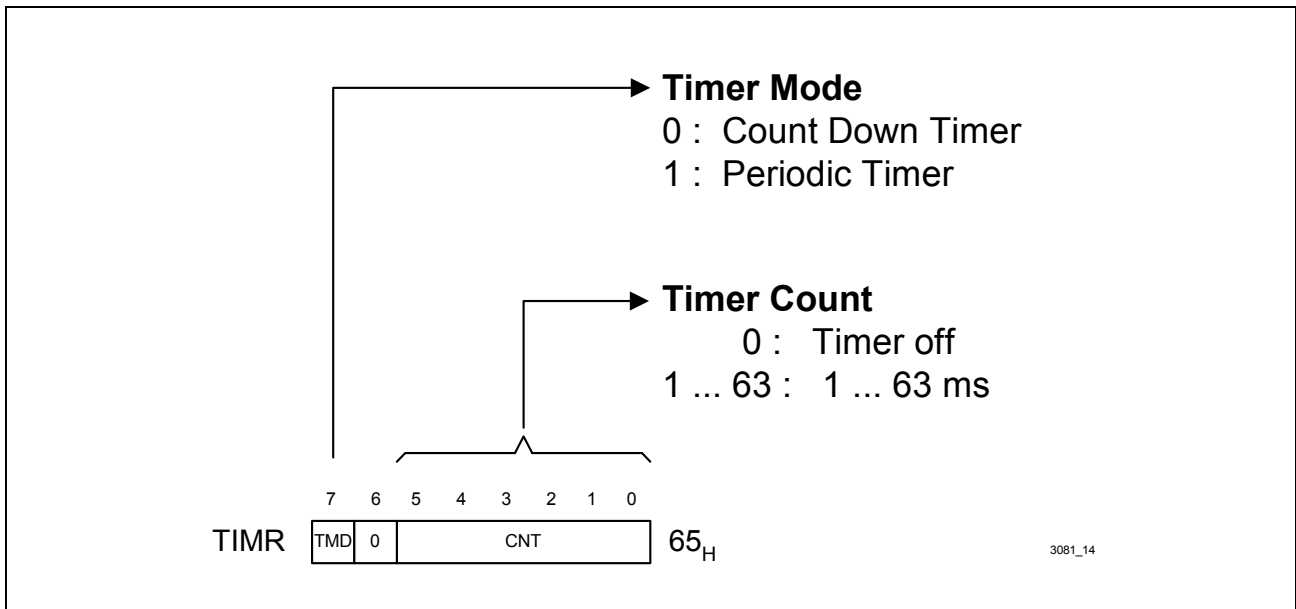 Timer Mode
0 : Count Down Timer
1 : Periodic Timer
Timer Count
0 : Timer off
1 ... 63 : 1 ... 63 ms
7 6 5 4 3 2 1 0
TIMR TMD 0 CNT 65H
3081_14